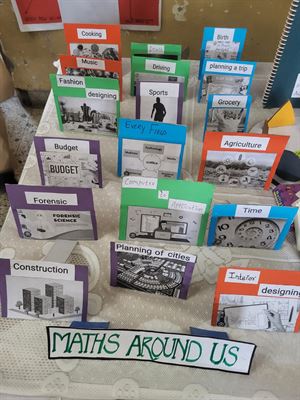 Cooking
Birth
Music
Driving
planning a trip
Fashion
designing
Sports
Grocery
Every Field
Budget
BUDGET
Agriculture
Computer
Application
Forensic
FORENSIC
SCIENCE
Time
Planning of cities
Construction
Interior
designing
MATHS AROUND US